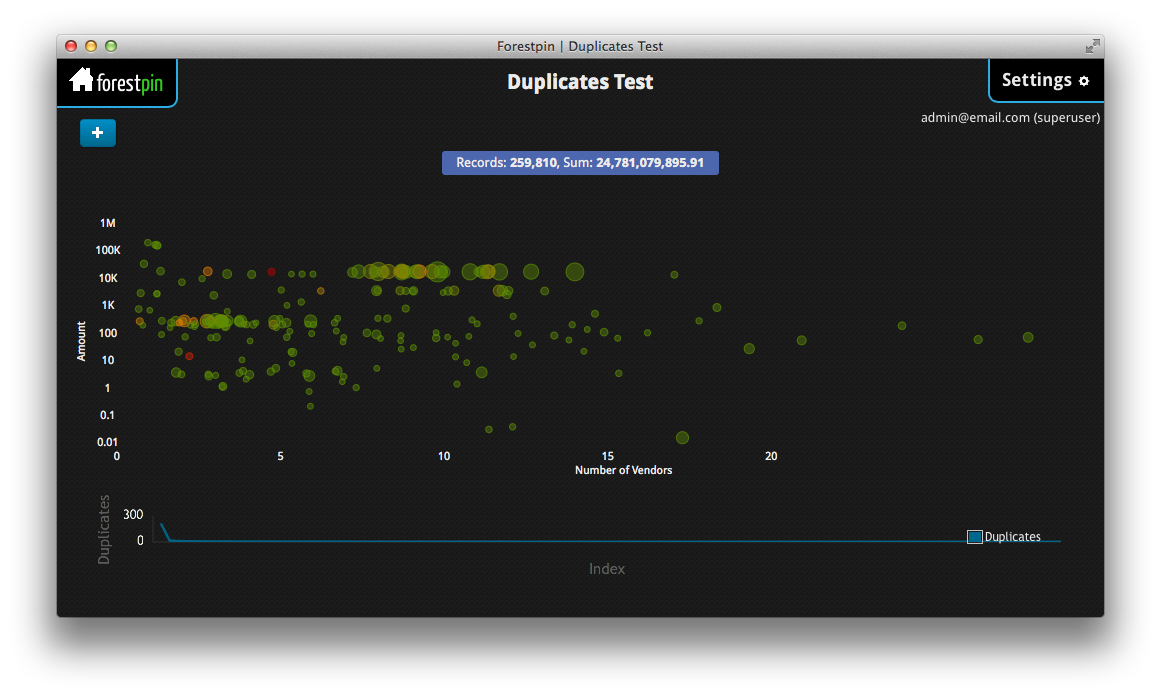 Forestpin | Duplicates Test
forestpin
Duplicates Test
Settings
admin@email.com (superuser)
+
Records: 259,810, Sum: 24,781,079,895.91
1M
100K
10K
1K
100
10
1
0.1
0.01
Amount
0 5 10 15 20
Number of Vendors
300
0
Duplicates
Duplicates
Index